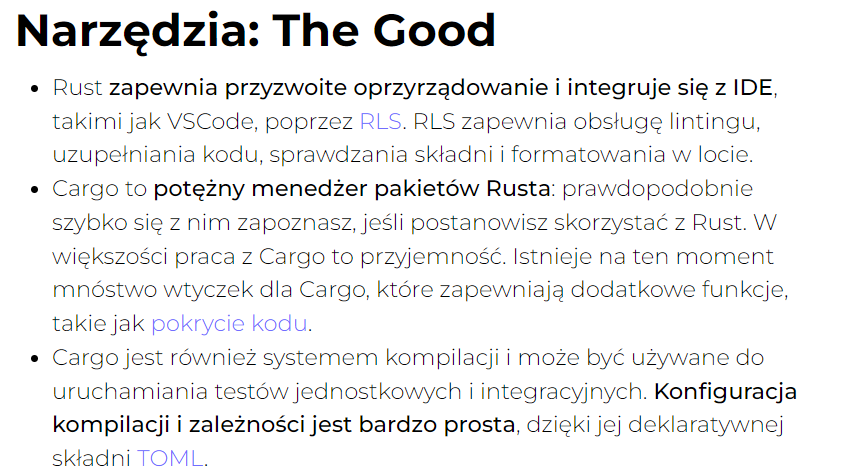 Narzędzia: The Good
• Rust zapewnia przyzwoite oprzyrządowanie i integruje się z IDE,
takimi jak VSCode, poprzez RLS. RLS zapewnia obsługę lintingu,
uzupełniania kodu, sprawdzania składni i formatowania w locie.
• Cargo to potężny menedżer pakietów Rusta: prawdopodobnie
szybko się z nim zapoznasz, jeśli postanowisz skorzystać z Rust. W
większości praca z Cargo to przyjemność. Istnieje na ten moment
mnóstwo wtyczek dla Cargo, które zapewniają dodatkowe funkcje,
takie jak pokrycie kodu.
• Cargo jest również systemem kompilacji i może być używane do
uruchamiania testów jednostkowych i integracyjnych. Konfiguracja
kompilacji i zależności jest bardzo prosta, dzięki jej deklaratywnej
składni TOML.